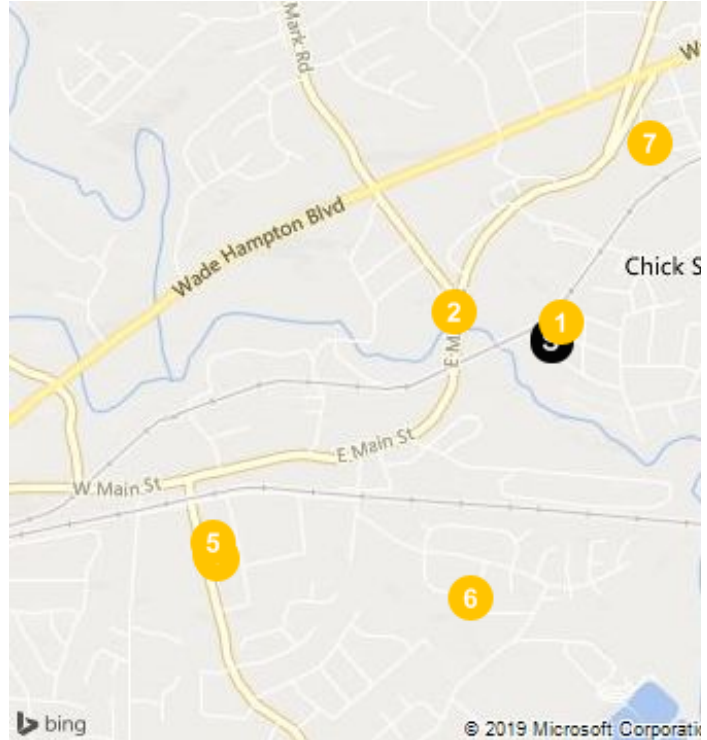 Mark Rd
W
7
Wade Hampton Blvd
Chick S
2
1
E M
E Main St
W Main St
5
6
bing
© 2019 Microsoft Corporatio